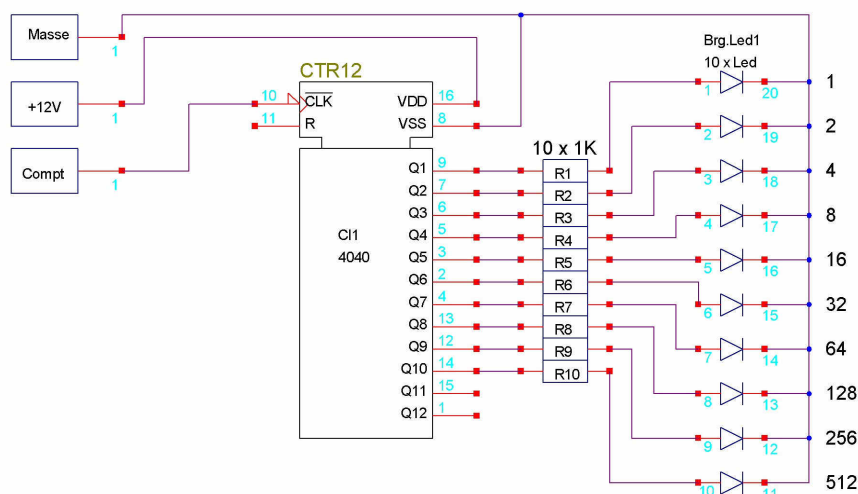 Masse
1
+12V
1
Compt
1
CTR12
10 CLK VDD 16
11 R VSS 8
CI1
4040
Q1 9
Q2 7
Q3 6
Q4 5
Q5 3
Q6 2
Q7 4
Q8 13
Q9 12
Q10 14
Q11 15
Q12 1
10 x 1K
R1
R2
R3
R4
R5
R6
R7
R8
R9
R10
Brg.Led1
10 x Led
1 20 1
2 19 2
3 18 4
4 17 8
5 16 16
6 15 32
7 14 64
8 13 128
9 12 256
10 11 512